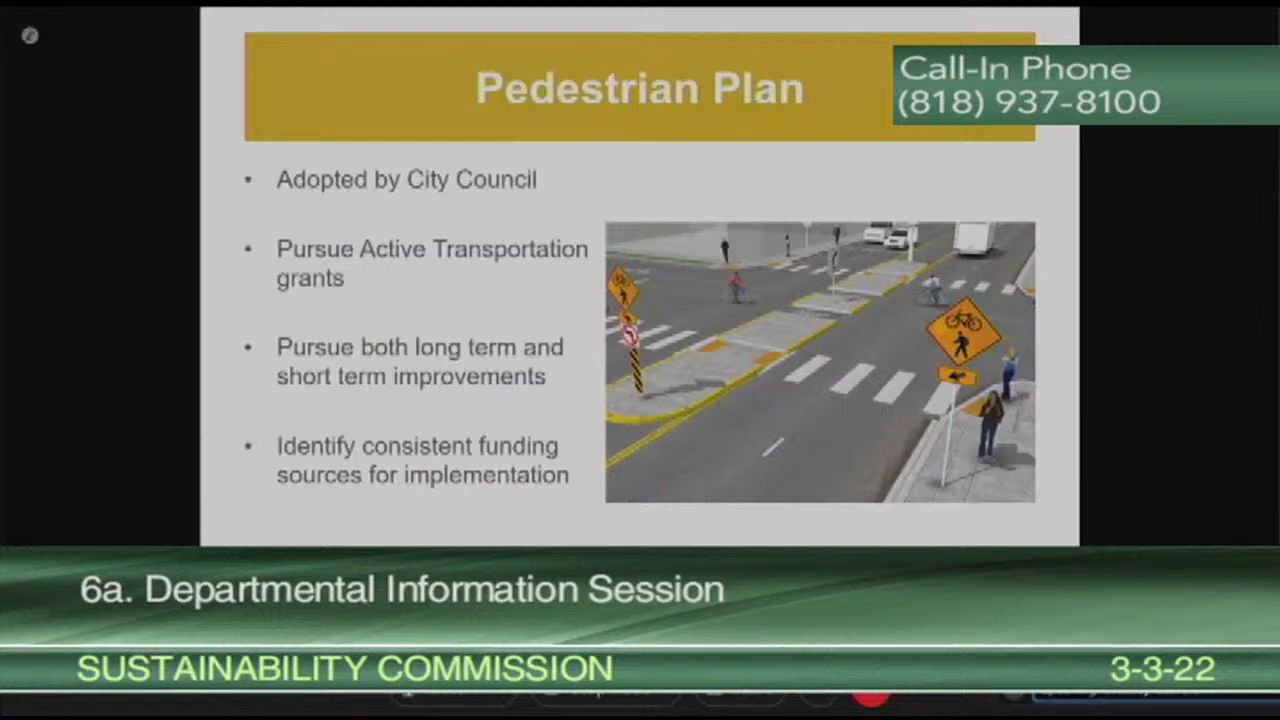 Pedestrian Plan
Call-In Phone
(818) 937-8100
• Adopted by City Council
• Pursue Active Transportation
grants
• Pursue both long term and
short term improvements
• Identify consistent funding
sources for implementation
6a. Departmental Information Session
SUSTAINABILITY COMMISSION
3-3-22